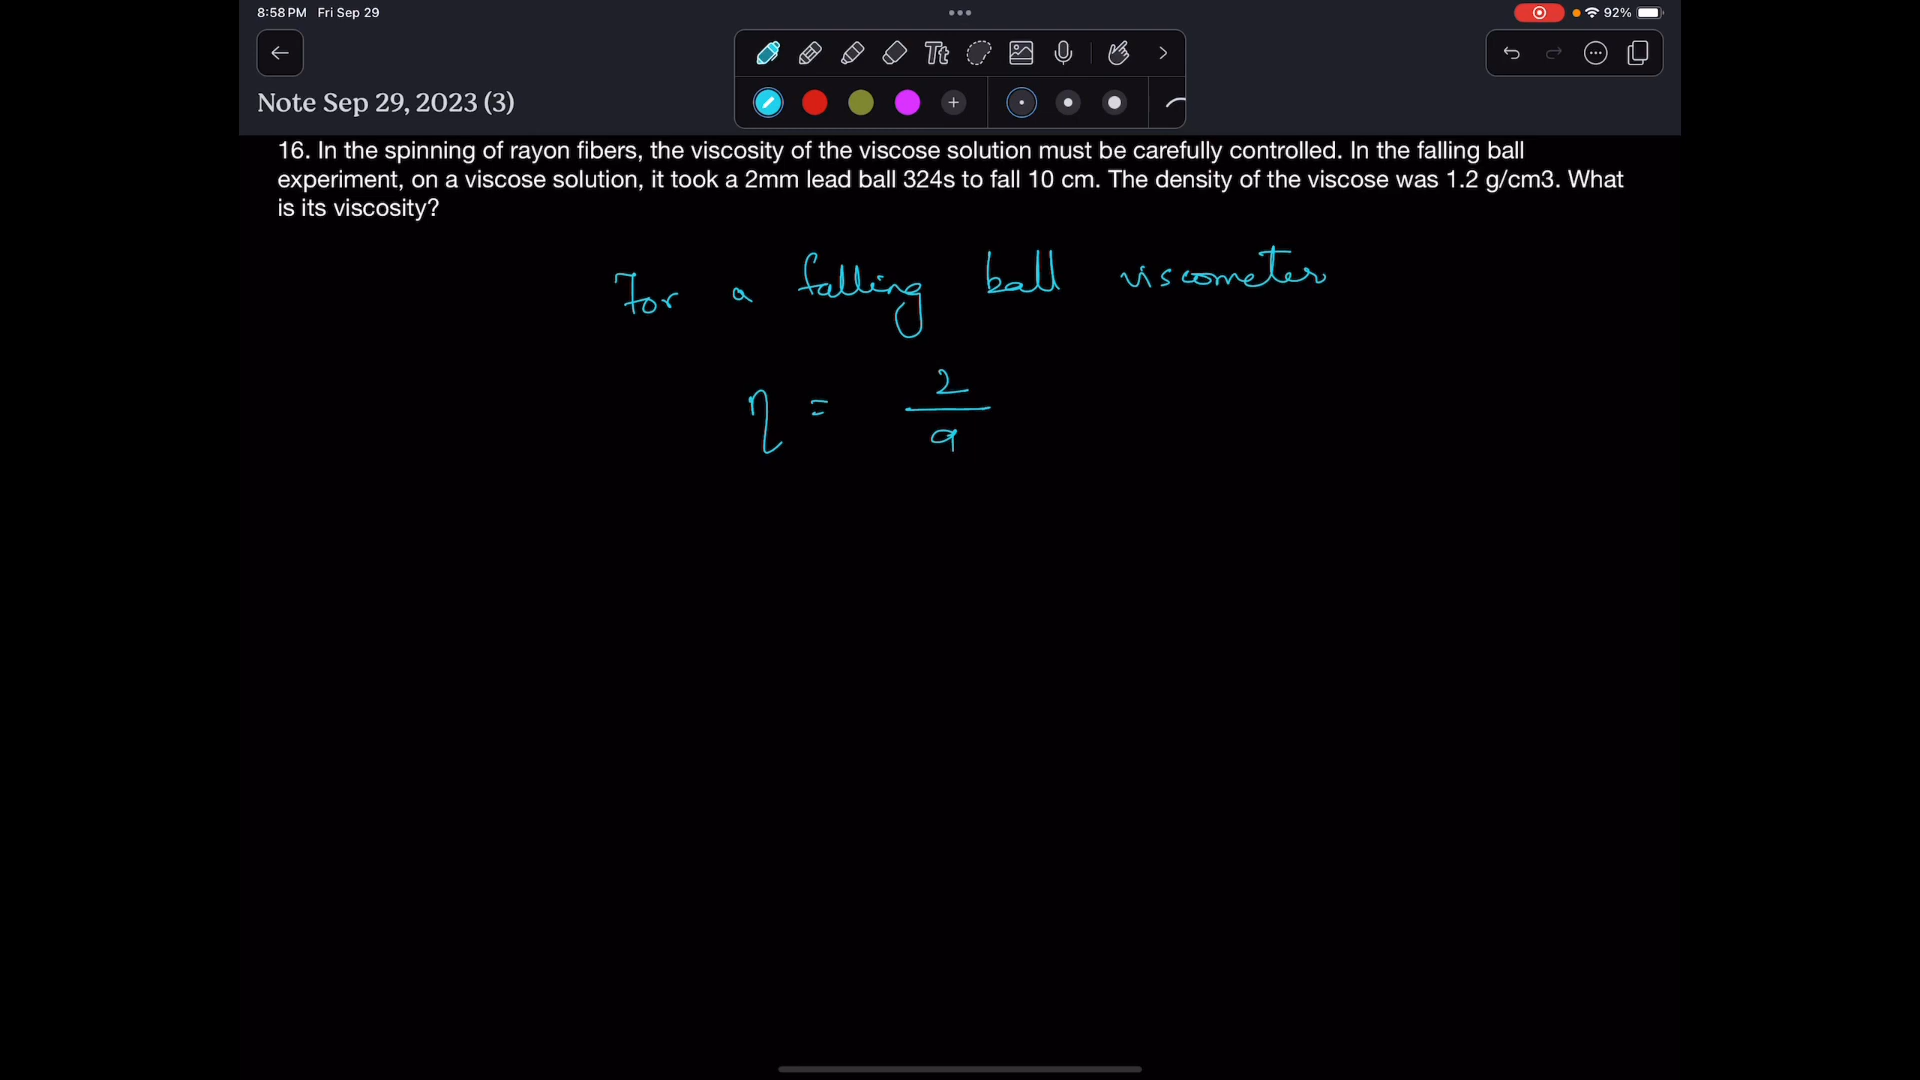 8:58 PM Fri Sep 29
92%
Tt
Note Sep 29, 2023 (3)
16. In the spinning of rayon fibers, the viscosity of the viscose solution must be carefully controlled. In the falling ball
experiment, on a viscose solution, it took a 2mm lead ball 324s to fall 10 cm. The density of the viscose was 1.2 g/cm3. What
is its viscosity?
For a falling ball viscometer
η = 2/9